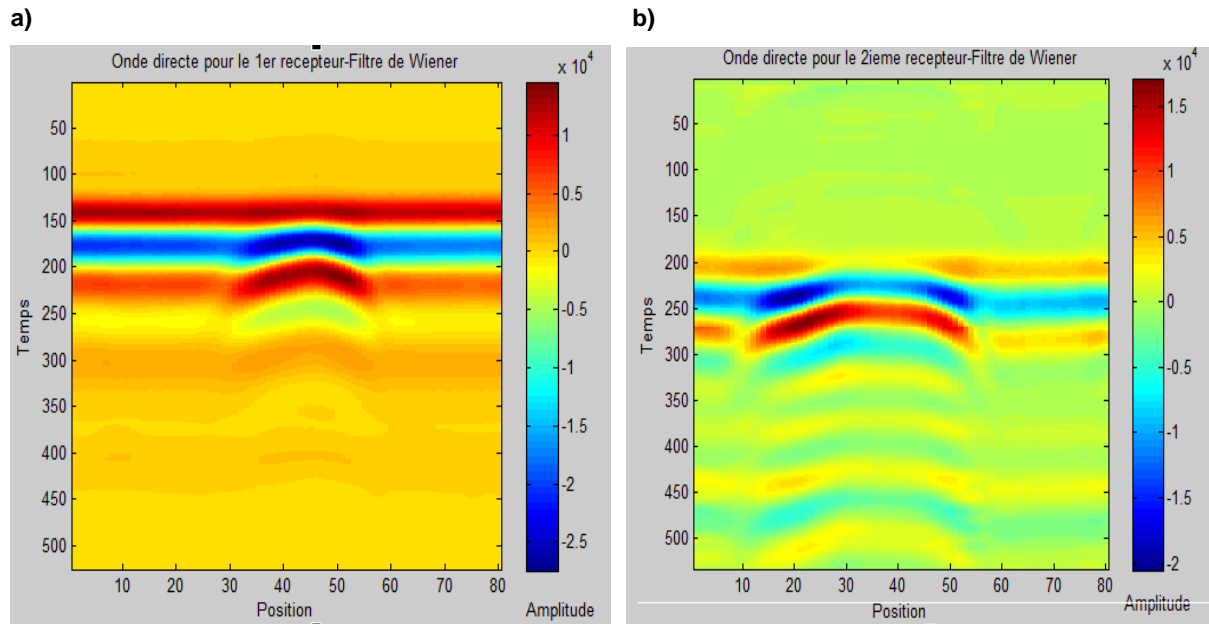 a)
b)
Onde directe pour le 1er recepteur-Filtre de Wiener
x 10^4
50
100
150
200
250
300
350
400
450
500
Temps
10 20 30 40 50 60 70 80
Position
1
0.5
0
-0.5
-1
-1.5
-2
-2.5
Amplitude
Onde directe pour le 2ieme recepteur-Filtre de Wiener
x 10^4
50
100
150
200
250
300
350
400
450
500
Temps
10 20 30 40 50 60 70 80
Position
1.5
1
0.5
0
-0.5
-1
-1.5
-2
Amplitude